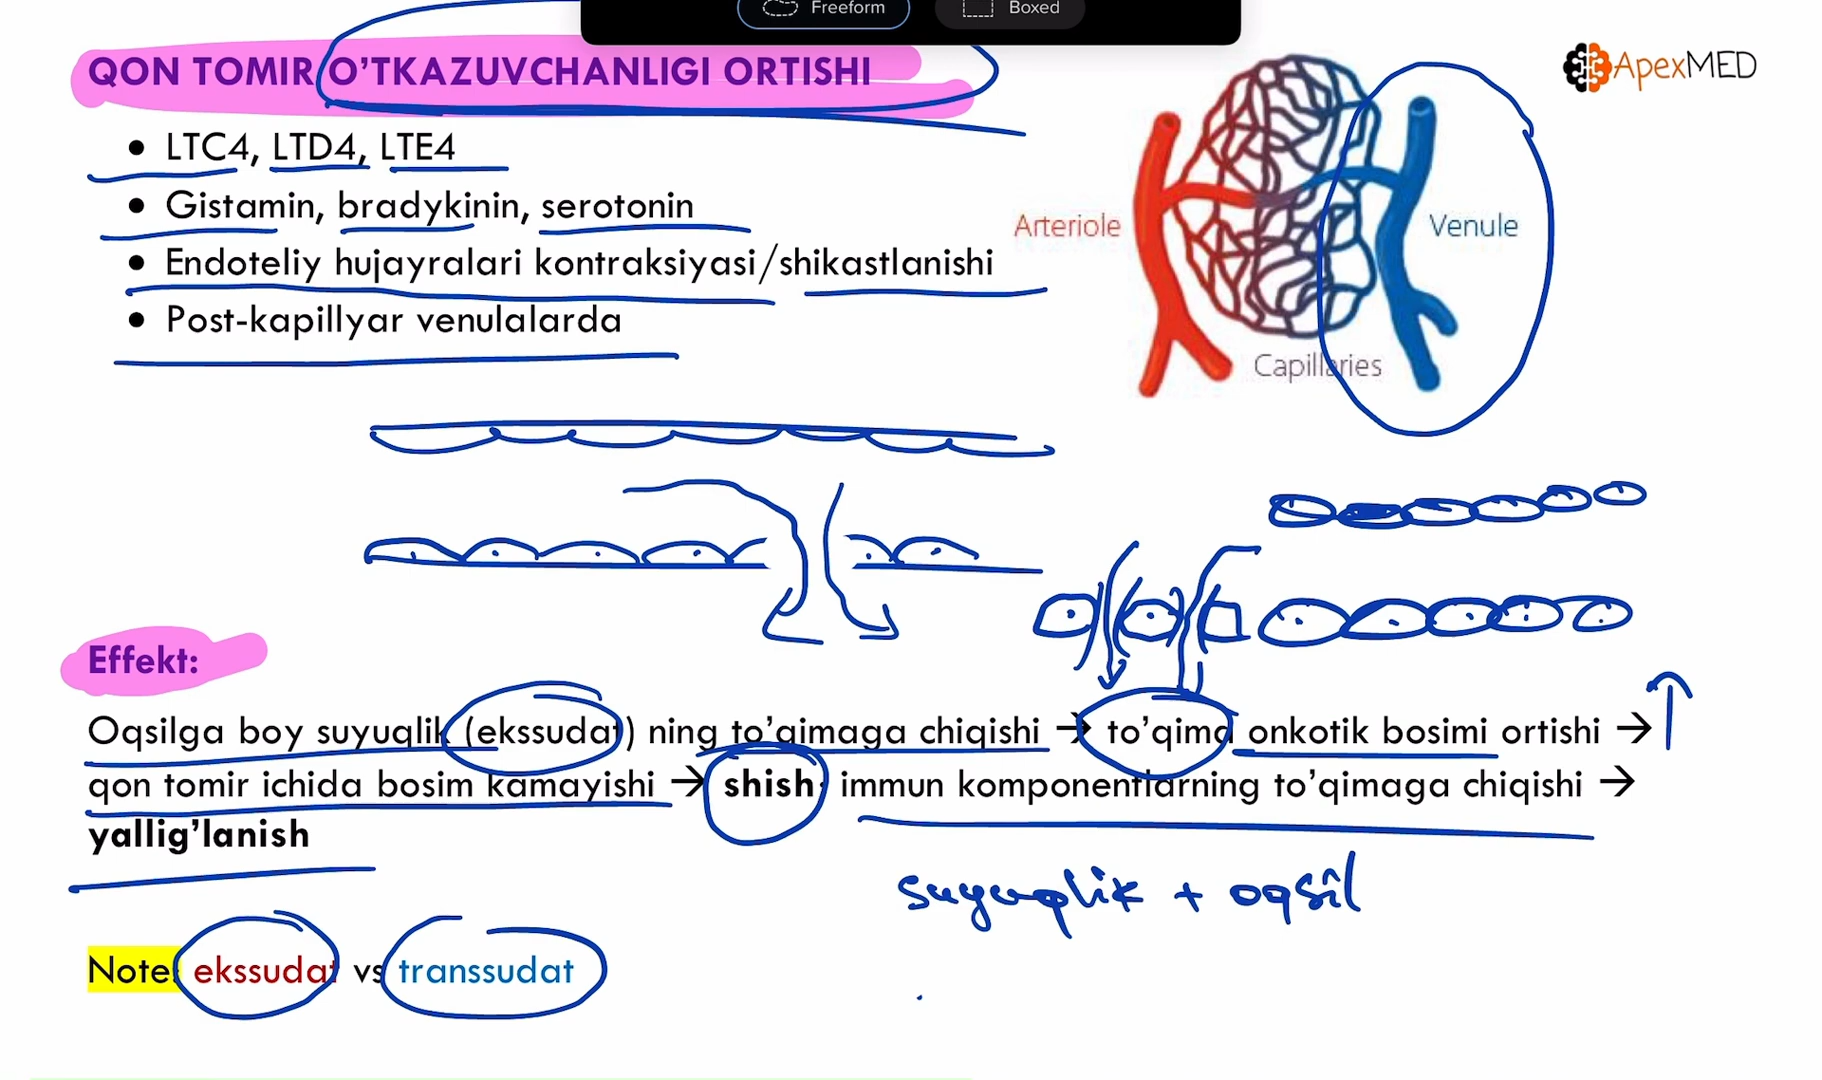 Freeform Boxed
QON TOMIR O’TKAZUVCHANLIGI ORTISHI
ApexMED
• LTC4, LTD4, LTE4
• Gistamin, bradykinin, serotonin
• Endoteliy hujayralari kontraksiyasi/shikastlanishi
• Post-kapillyar venulalarda
Arteriole
Venule
Capillaries
Effekt:
Oqsilga boy suyuqlik (ekssudat) ning to’qimaga chiqishi → to’qima onkotik bosimi ortishi →
qon tomir ichida bosim kamayishi → shish, immun komponentlarning to’qimaga chiqishi →
yallig’lanish
suyuqlik + oqsil
Note: ekssudat vs transsudat